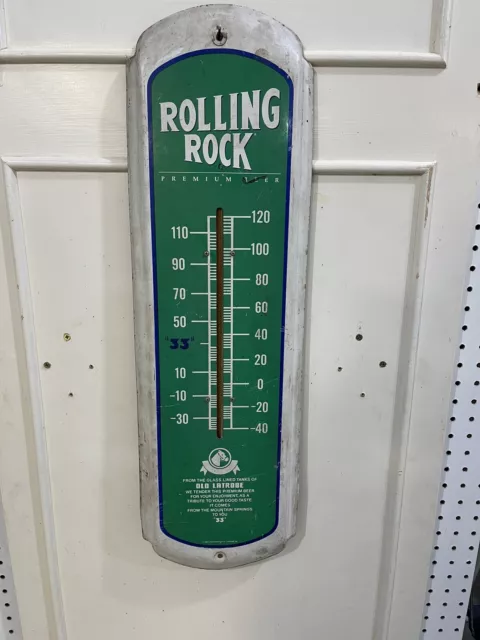 ROLLING
ROCK
PREMIUM BEER
120
110
100
90
80
70
60
50
40
"33"
20
10
0
-10
-20
-30
-40
FROM THE GLASS LINED TANKS OF
OLD LATROBE
WE TENDER THIS PREMIUM BEER
FOR YOUR ENJOYMENT, AS A
TRIBUTE TO YOUR GOOD TASTE.
IT COMES
FROM THE MOUNTAIN SPRINGS
TO YOU
"33"